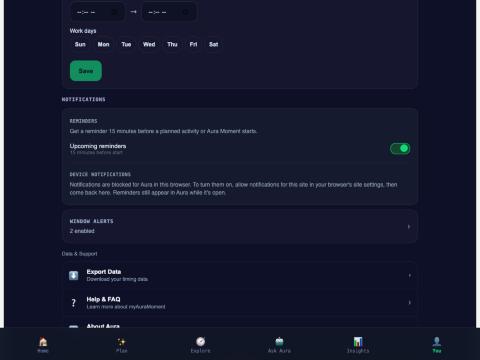 --:-- -- → --:-- --
Work days
Sun Mon Tue Wed Thu Fri Sat
Save
NOTIFICATIONS
REMINDERS
Get a reminder 15 minutes before a planned activity or Aura Moment starts.
Upcoming reminders
15 minutes before start
DEVICE NOTIFICATIONS
Notifications are blocked for Aura in this browser. To turn them on, allow notifications for this site in your browser's site settings, then
come back here. Reminders still appear in Aura while it's open.
WINDOW ALERTS
2 enabled
Data & Support
Export Data
Download your timing data
? Help & FAQ
Learn more about myAuraMoment
About Aura
Home Plan Explore Ask Aura Insights You